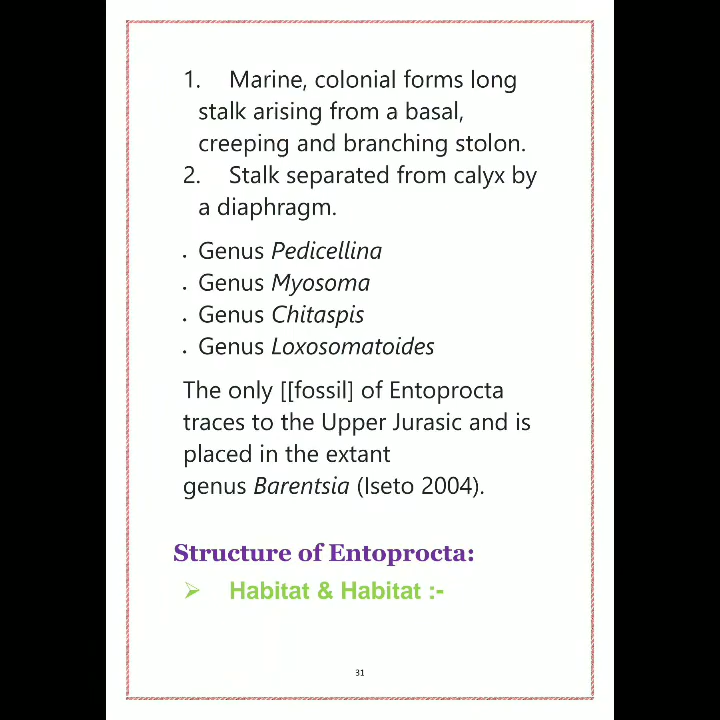 1. Marine, colonial forms long
stalk arising from a basal,
creeping and branching stolon.
2. Stalk separated from calyx by
a diaphragm.
. Genus Pedicellina
. Genus Myosoma
. Genus Chitaspis
. Genus Loxosomatoides
The only [[fossil] of Entoprocta
traces to the Upper Jurasic and is
placed in the extant
genus Barentsia (Iseto 2004).
Structure of Entoprocta:
➢ Habitat & Habitat :-
31